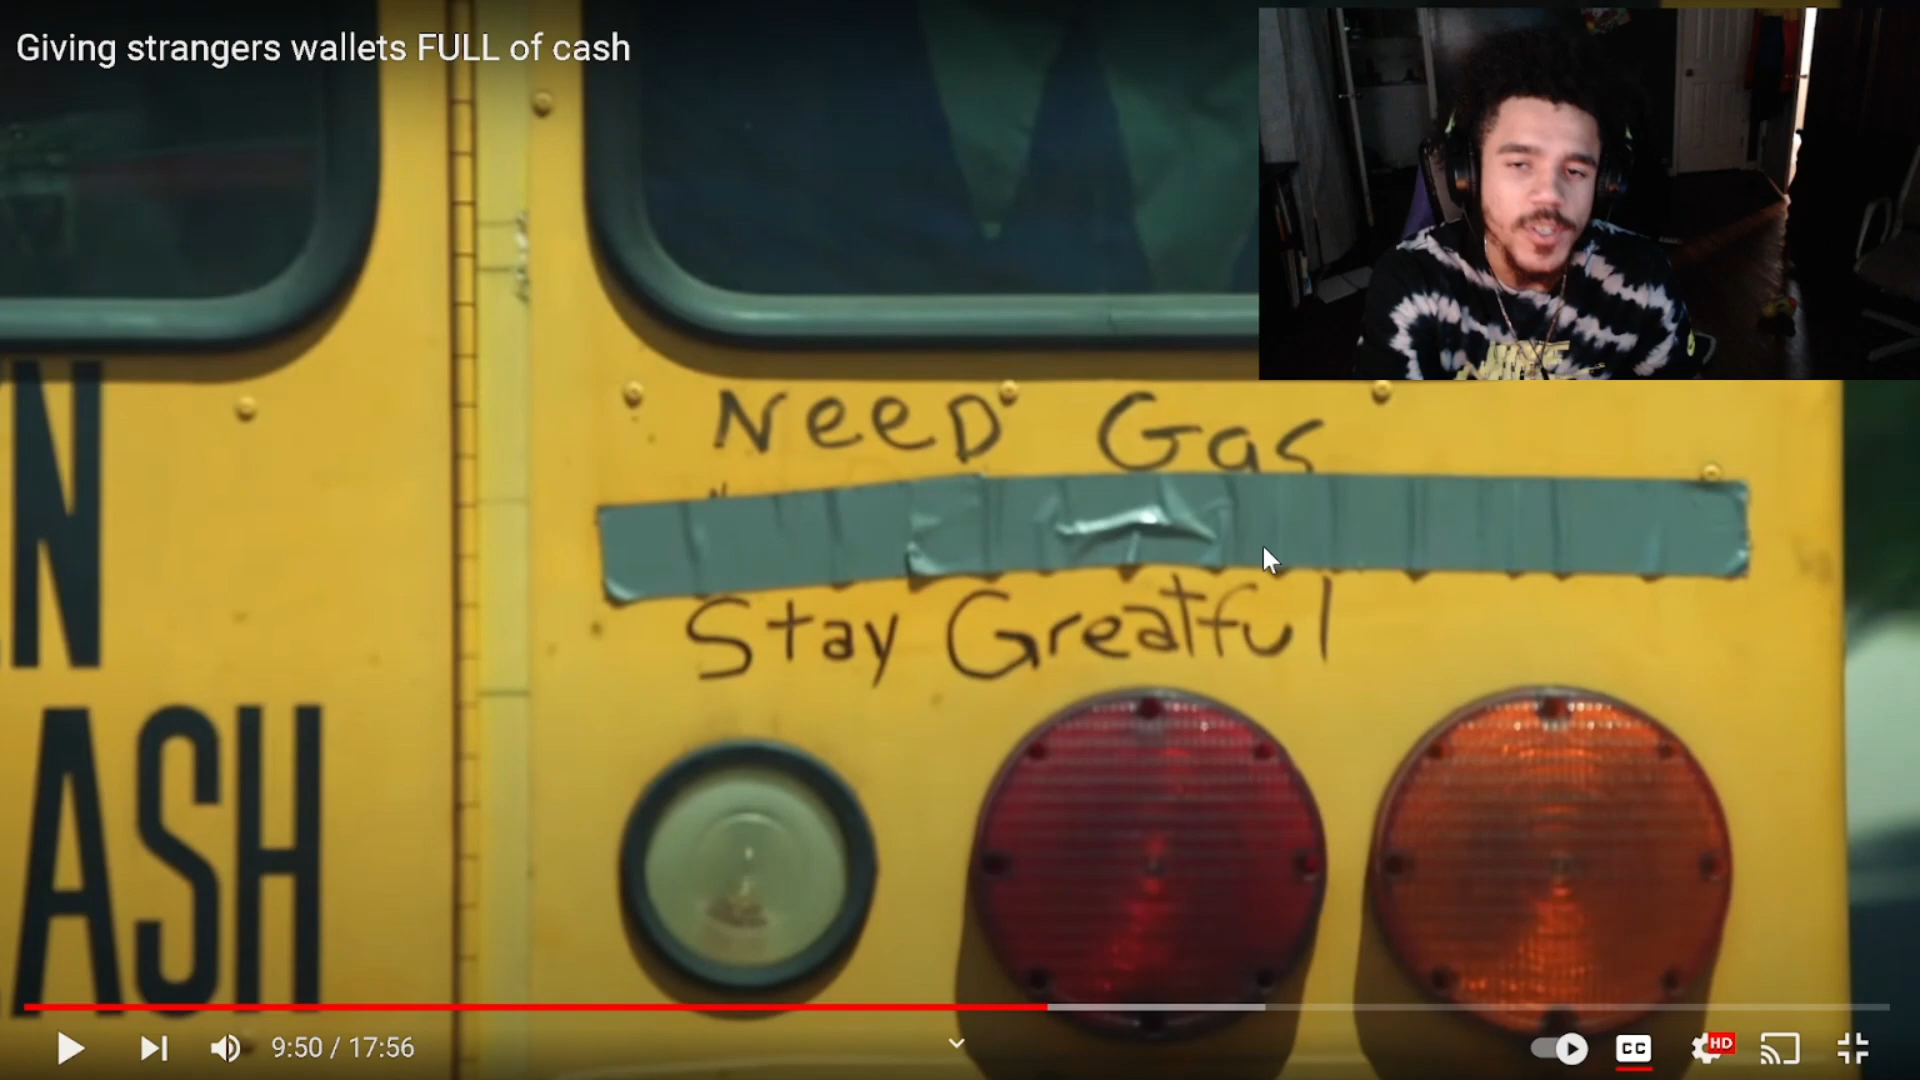 Giving strangers wallets FULL of cash
NeeD Gas
Stay Greatful
N
ASH
9:50 / 17:56
CC
HD